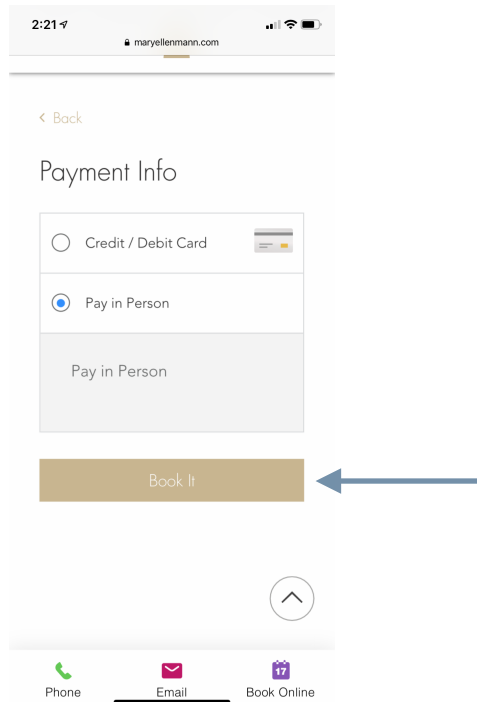 2:21
maryellenmann.com
Back
Payment Info
Credit / Debit Card
Pay in Person
Pay in Person
Book It
17
Phone Email Book Online